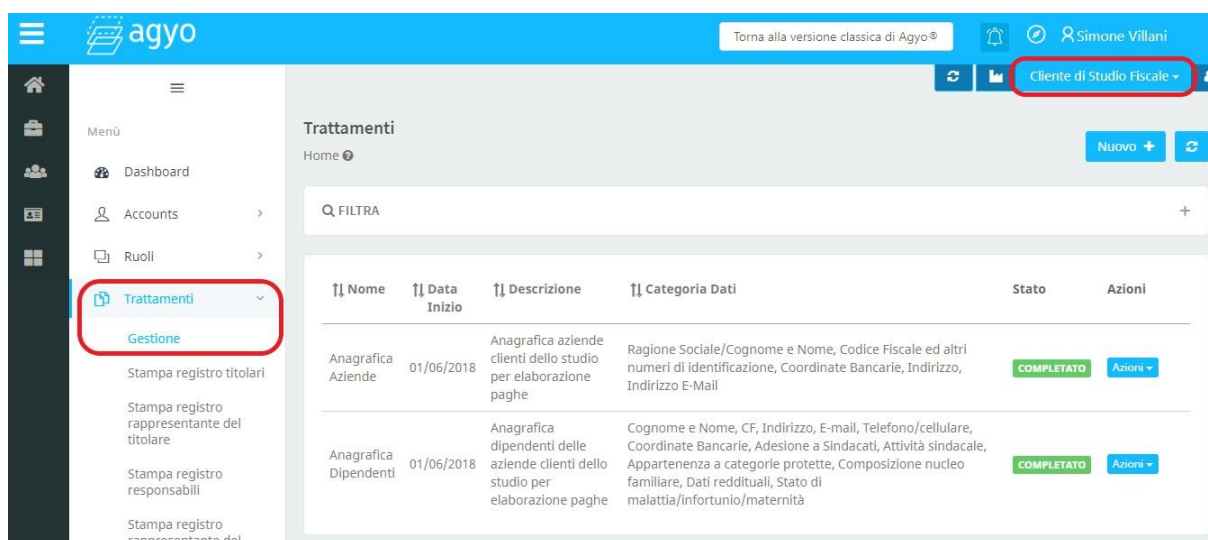 agyo
Torna alla versione classica di Agyo®
Simone Villani
Cliente di Studio Fiscale
Menù
Dashboard
Accounts
Ruoli
Trattamenti
Gestione
Stampa registro titolari
Stampa registro
rappresentante del
titolare
Stampa registro
responsabili
Stampa registro
Trattamenti
Home
Nuovo +
FILTRA
+
Nome
Data
Inizio
Descrizione
Categoria Dati
Stato
Azioni
Anagrafica
Aziende
01/06/2018
Anagrafica aziende
clienti dello studio
per elaborazione
paghe
Ragione Sociale/Cognome e Nome, Codice Fiscale ed altri
numeri di identificazione, Coordinate Bancarie, Indirizzo,
Indirizzo E-Mail
COMPLETATO
Azioni
Anagrafica
Dipendenti
01/06/2018
Anagrafica
dipendenti delle
aziende clienti dello
studio per
elaborazione paghe
Cognome e Nome, CF, Indirizzo, E-mail, Telefono/cellulare,
Coordinate Bancarie, Adesione a Sindacati, Attività sindacale,
Appartenenza a categorie protette, Composizione nucleo
familiare, Dati reddituali, Stato di
malattia/infortunio/maternità
COMPLETATO
Azioni